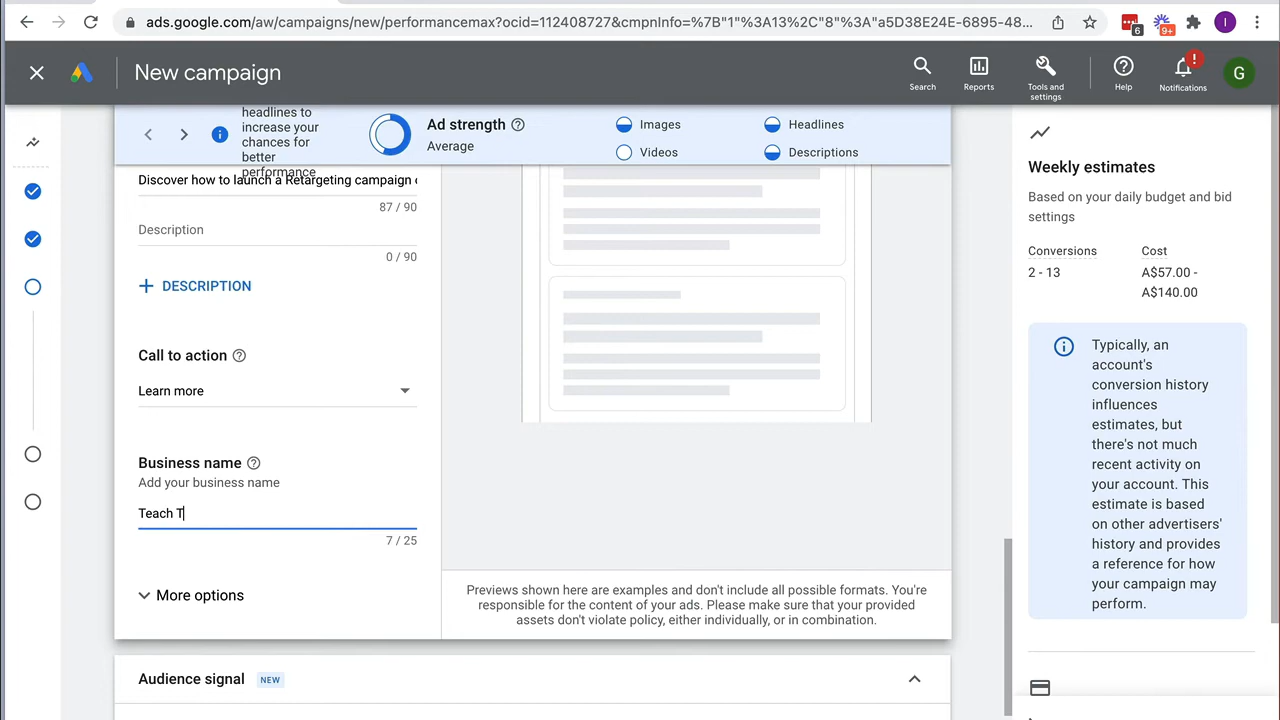 ads.google.com/aw/campaigns/new/performancemax?ocid=112408727&cmpnInfo=%7B"1"%3A13%2C"8"%3A"a5D38E24E-6895-48...
6
9+
I
New campaign
Search
Reports
Tools and
settings
Help
!
Notifications
G
headlines to
increase your
chances for
better
performance
Ad strength
Average
Images
Headlines
Videos
Descriptions
Discover how to launch a Retargeting campaign
87 / 90
Description
0 / 90
+ DESCRIPTION
Call to action
Learn more
Business name
Add your business name
Teach T
7 / 25
More options
Previews shown here are examples and don't include all possible formats. You're
responsible for the content of your ads. Please make sure that your provided
assets don't violate policy, either individually, or in combination.
Audience signal NEW
Weekly estimates
Based on your daily budget and bid
settings
Conversions
Cost
2 - 13
A$57.00 -
A$140.00
Typically, an
account's
conversion history
influences
estimates, but
there's not much
recent activity on
your account. This
estimate is based
on other advertisers'
history and provides
a reference for how
your campaign may
perform.